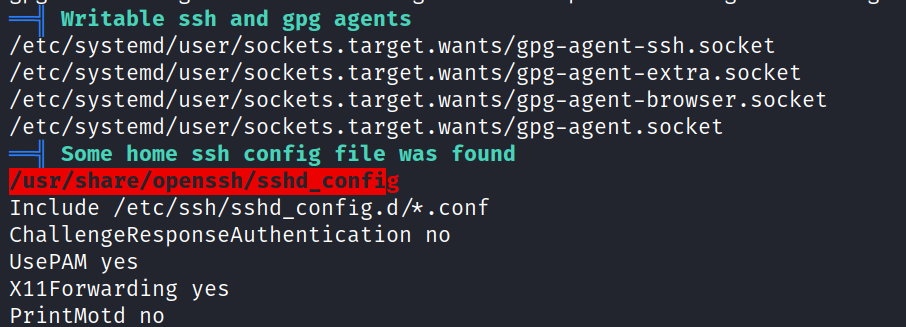 ══╣ Writable ssh and gpg agents
/etc/systemd/user/sockets.target.wants/gpg-agent-ssh.socket
/etc/systemd/user/sockets.target.wants/gpg-agent-extra.socket
/etc/systemd/user/sockets.target.wants/gpg-agent-browser.socket
/etc/systemd/user/sockets.target.wants/gpg-agent.socket
══╣ Some home ssh config file was found
/usr/share/openssh/sshd_config
Include /etc/ssh/sshd_config.d/*.conf
ChallengeResponseAuthentication no
UsePAM yes
X11Forwarding yes
PrintMotd no